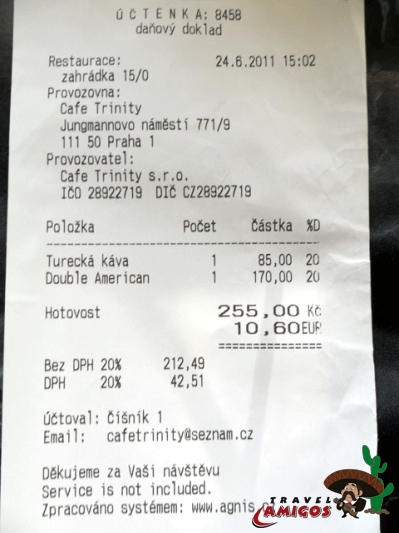 ÚČTENKA: 8458
daňový doklad
Restaurace: 24.6.2011 15:02
zahrádka 15/0
Provozovna:
Cafe Trinity
Jungmannovo náměstí 771/9
111 50 Praha 1
Provozovatel:
Cafe Trinity s.r.o.
IČO 28922719 DIČ CZ28922719
Položka Počet Částka %D
Turecká káva 1 85,00 20
Double American 1 170,00 20
Hotovost 255,00 Kč
10,60EUR
Bez DPH 20% 212,49
DPH 20% 42,51
Účtoval: Číšník 1
Email: cafetrinity@seznam.cz
Děkujeme za Vaši návštěvu
Service is not included.
Zpracováno systémem: www.agnis.
TRAVEL
AMIGOS